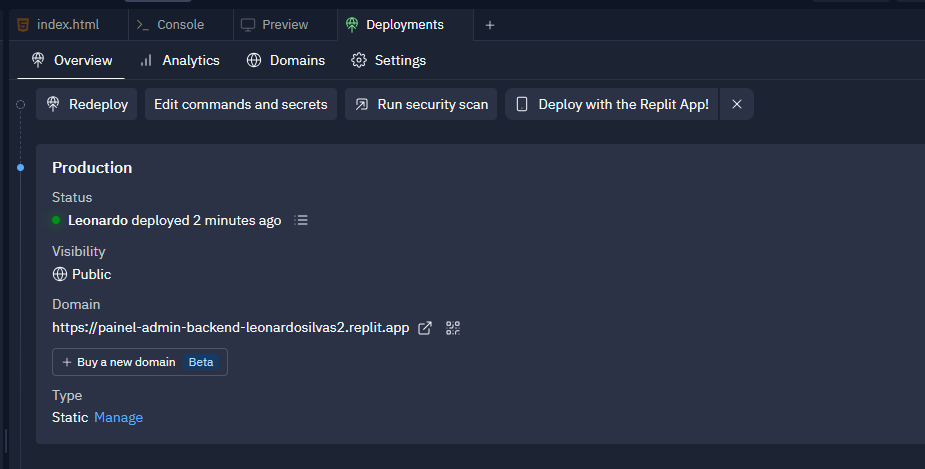 index.html Console Preview Deployments
Overview Analytics Domains Settings
Redeploy Edit commands and secrets Run security scan Deploy with the Replit App!
Production
Status
Leonardo deployed 2 minutes ago
Visibility
Public
Domain
https://painel-admin-backend-leonardosilvas2.replit.app
+ Buy a new domain Beta
Type
Static Manage